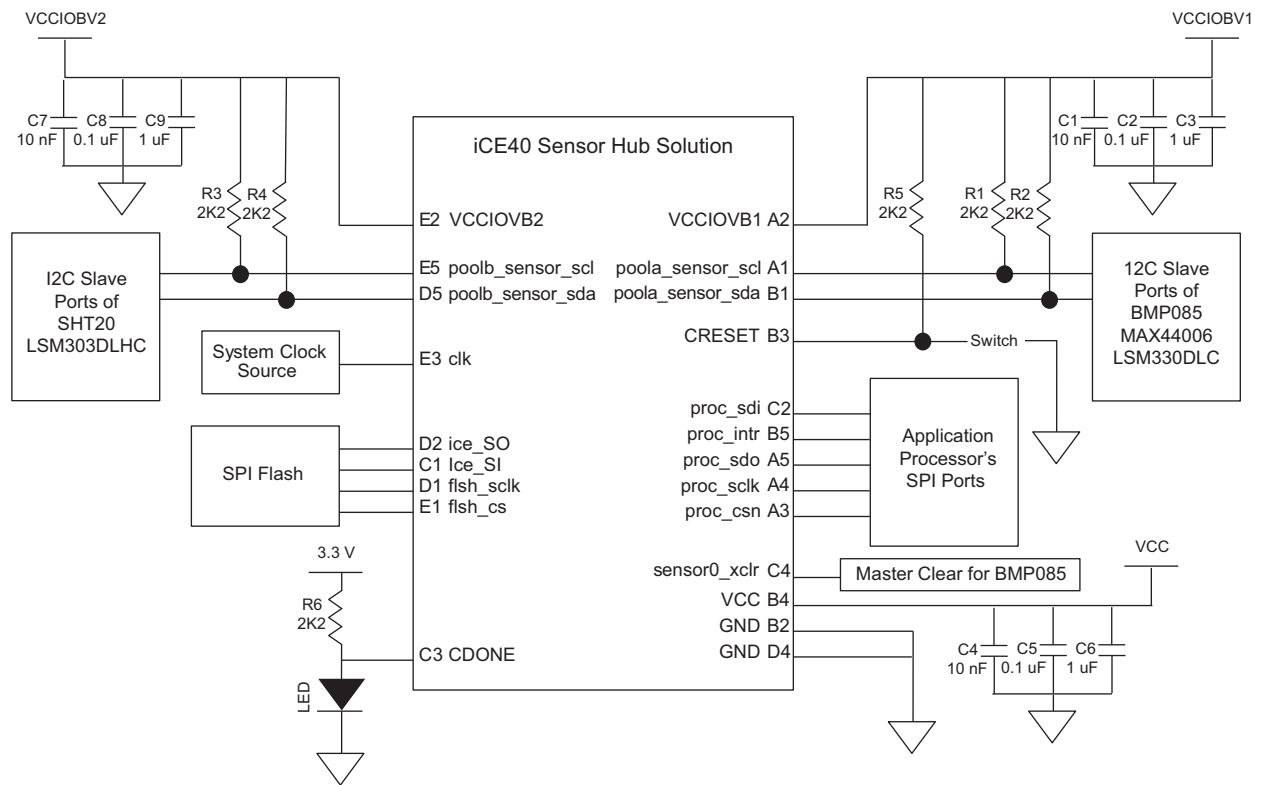 VCCIOBV2
VCCIOBV1
C7
10 nF
C8
0.1 uF
C9
1 uF
C1
10 nF
C2
0.1 uF
C3
1 uF
iCE40 Sensor Hub Solution
R3
2K2
R4
2K2
R5
2K2
R1
2K2
R2
2K2
E2 VCCIOVB2
VCCIOVB1 A2
I2C Slave
Ports of
SHT20
LSM303DLHC
E5 poolb_sensor_scl
D5 poolb_sensor_sda
poola_sensor_scl A1
poola_sensor_sda B1
12C Slave
Ports of
BMP085
MAX44006
LSM330DLC
CRESET B3
Switch
System Clock
Source
E3 clk
SPI Flash
D2 ice_SO
C1 Ice_SI
D1 flsh_sclk
E1 flsh_cs
proc_sdi C2
proc_intr B5
proc_sdo A5
proc_sclk A4
proc_csn A3
Application
Processor's
SPI Ports
sensor0_xclr C4
Master Clear for BMP085
VCC
VCC B4
GND B2
GND D4
C4
10 nF
C5
0.1 uF
C6
1 uF
3.3 V
R6
2K2
C3 CDONE
LED